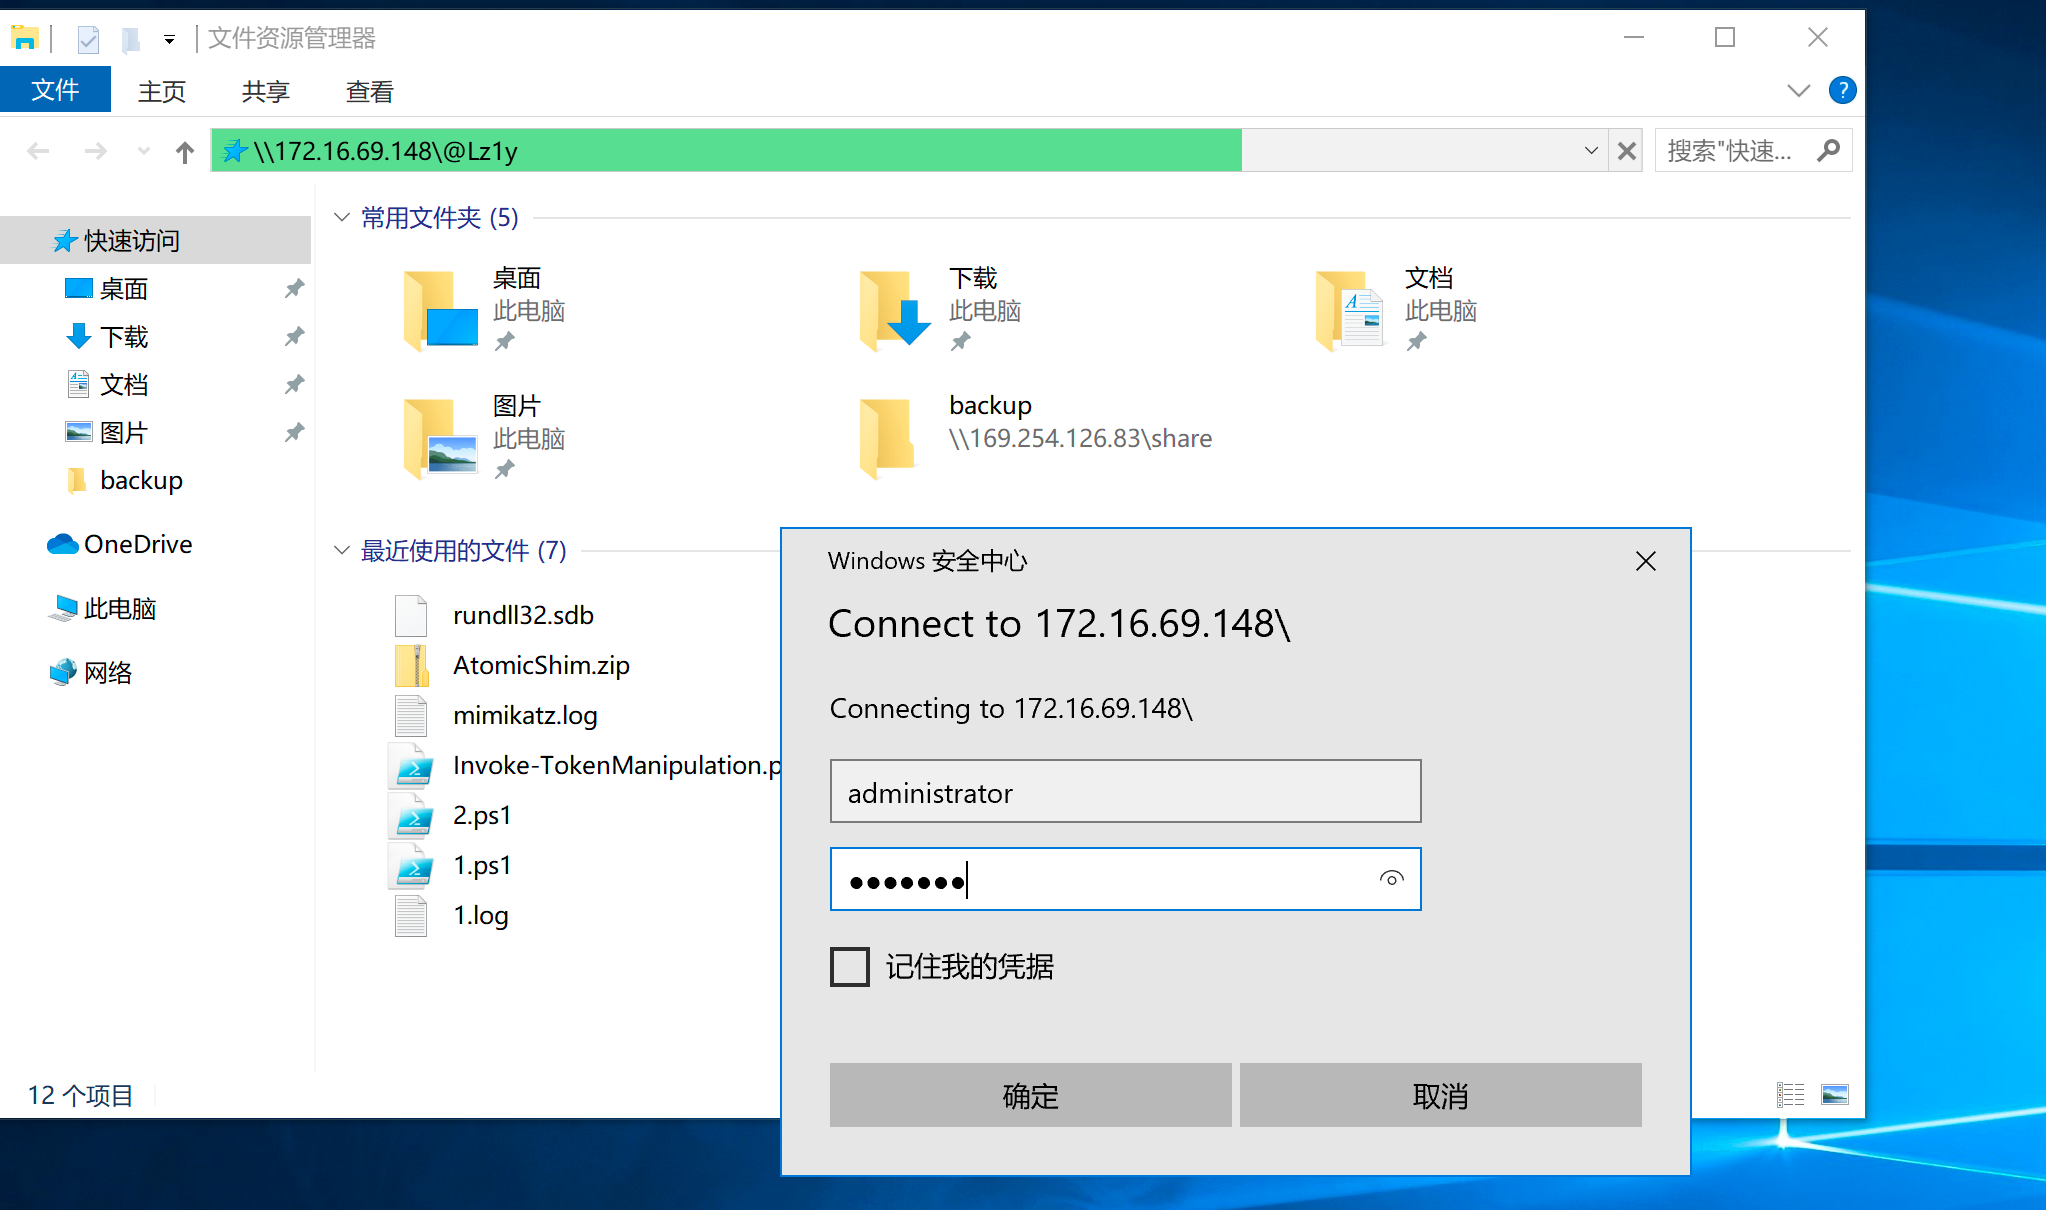 文件资源管理器
文件 主页 共享 查看
\\172.16.69.148\@Lz1y
搜索"快速...
快速访问
桌面
下载
文档
图片
backup
OneDrive
此电脑
网络
常用文件夹 (5)
桌面
此电脑
下载
此电脑
文档
此电脑
图片
此电脑
backup
\\169.254.126.83\share
最近使用的文件 (7)
rundll32.sdb
AtomicShim.zip
mimikatz.log
Invoke-TokenManipulation.p
2.ps1
1.ps1
1.log
12 个项目
Windows 安全中心
Connect to 172.16.69.148\
Connecting to 172.16.69.148\
administrator
记住我的凭据
确定 取消